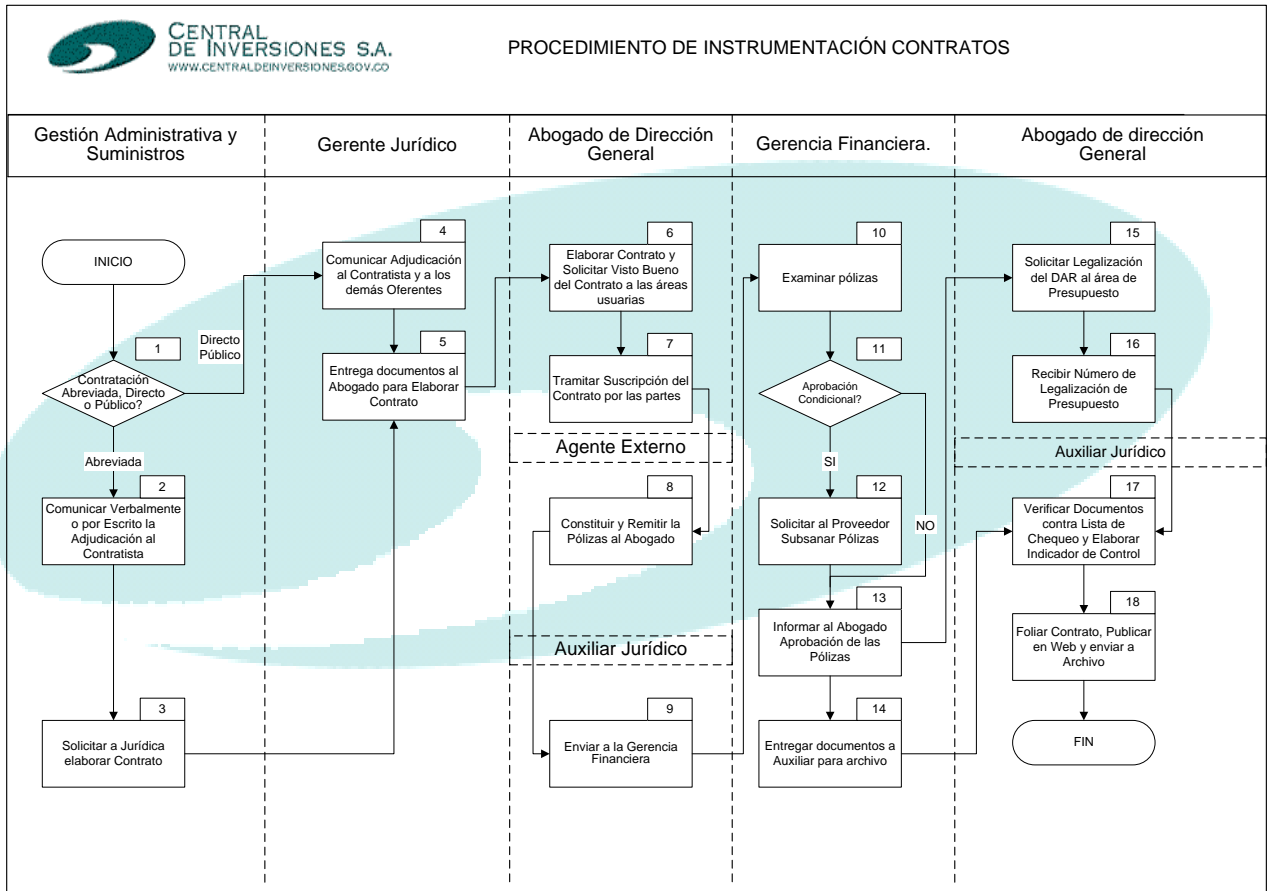 CENTRAL
DE INVERSIONES S.A.
WWW.CENTRALDEINVERSIONES.GOV.CO
PROCEDIMIENTO DE INSTRUMENTACIÓN CONTRATOS
Gestión Administrativa y
Suministros
Gerente Jurídico
Abogado de Dirección
General
Gerencia Financiera.
Abogado de dirección
General
INICIO
1
Contratación
Abreviada, Directo
o Público?
Directo
Público
Abreviada
2
Comunicar Verbalmente
o por Escrito la
Adjudicación al
Contratista
3
Solicitar a Jurídica
elaborar Contrato
4
Comunicar Adjudicación
al Contratista y a los
demás Oferentes
5
Entrega documentos al
Abogado para Elaborar
Contrato
6
Elaborar Contrato y
Solicitar Visto Bueno
del Contrato a las áreas
usuarias
7
Tramitar Suscripción del
Contrato por las partes
Agente Externo
8
Constituir y Remitir la
Pólizas al Abogado
Auxiliar Jurídico
9
Enviar a la Gerencia
Financiera
10
Examinar pólizas
11
Aprobación
Condicional?
SI
NO
12
Solicitar al Proveedor
Subsanar Pólizas
13
Informar al Abogado
Aprobación de las
Pólizas
14
Entregar documentos a
Auxiliar para archivo
15
Solicitar Legalización
del DAR al área de
Presupuesto
16
Recibir Número de
Legalización de
Presupuesto
Auxiliar Jurídico
17
Verificar Documentos
contra Lista de
Chequeo y Elaborar
Indicador de Control
18
Foliar Contrato, Publicar
en Web y enviar a
Archivo
FIN